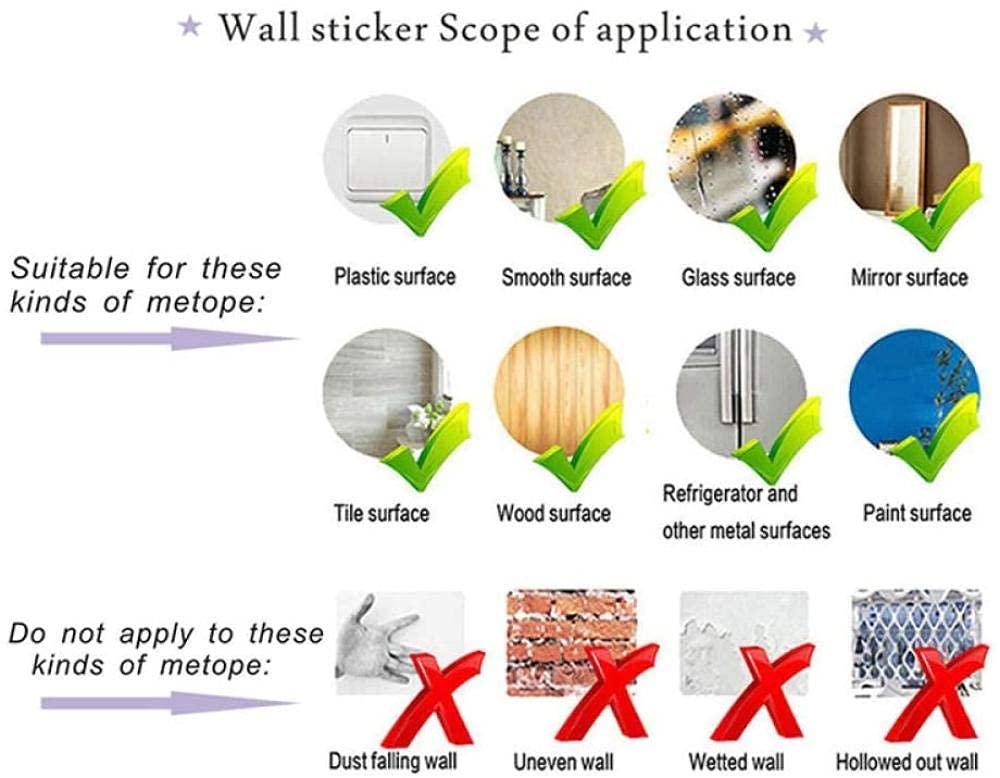 Wall sticker Scope of application
Plastic surface
Smooth surface
Glass surface
Mirror surface
Suitable for these
kinds of metope:
Tile surface
Wood surface
Refrigerator and
other metal surfaces
Paint surface
Do not apply to these
kinds of metope:
Dust falling wall
Uneven wall
Wetted wall
Hollowed out wall